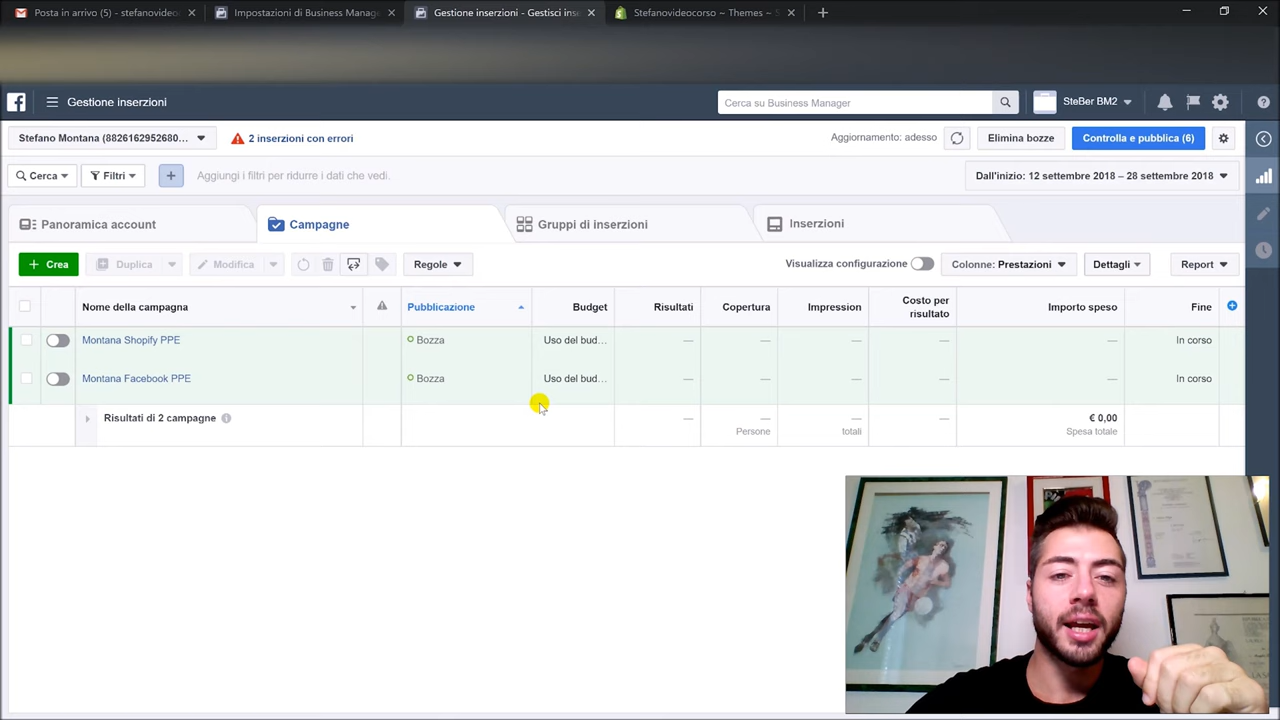 Posta in arrivo (5) - stefanovideoc
Impostazioni di Business Manage
Gestione inserzioni - Gestisci inse
Stefanovideocorso ~ Themes ~ S
Gestione inserzioni
Cerca su Business Manager
SteBer BM2
Stefano Montana (8826162952680...
2 inserzioni con errori
Aggiornamento: adesso
Elimina bozze
Controlla e pubblica (6)
Cerca
Filtri
Aggiungi i filtri per ridurre i dati che vedi.
Dall'inizio: 12 settembre 2018 – 28 settembre 2018
Panoramica account
Campagne
Gruppi di inserzioni
Inserzioni
+ Crea
Duplica
Modifica
Regole
Visualizza configurazione
Colonne: Prestazioni
Dettagli
Report
Nome della campagna
Pubblicazione
Budget
Risultati
Copertura
Impression
Costo per
risultato
Importo speso
Fine
Montana Shopify PPE
Bozza
Uso del bud...
—
—
—
—
—
In corso
Montana Facebook PPE
Bozza
Uso del bud...
—
—
—
—
—
In corso
Risultati di 2 campagne
—
—
—
—
€ 0,00
Persone
totali
Spesa totale